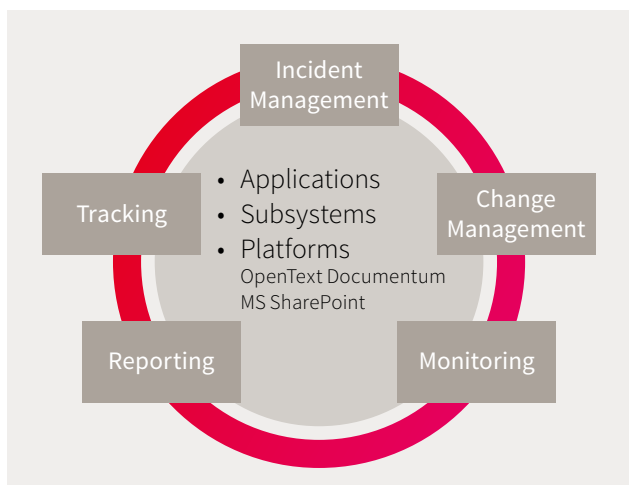 Incident
Management
• Applications
• Subsystems
• Platforms
OpenText Documentum
MS SharePoint
Tracking
Change
Management
Reporting
Monitoring